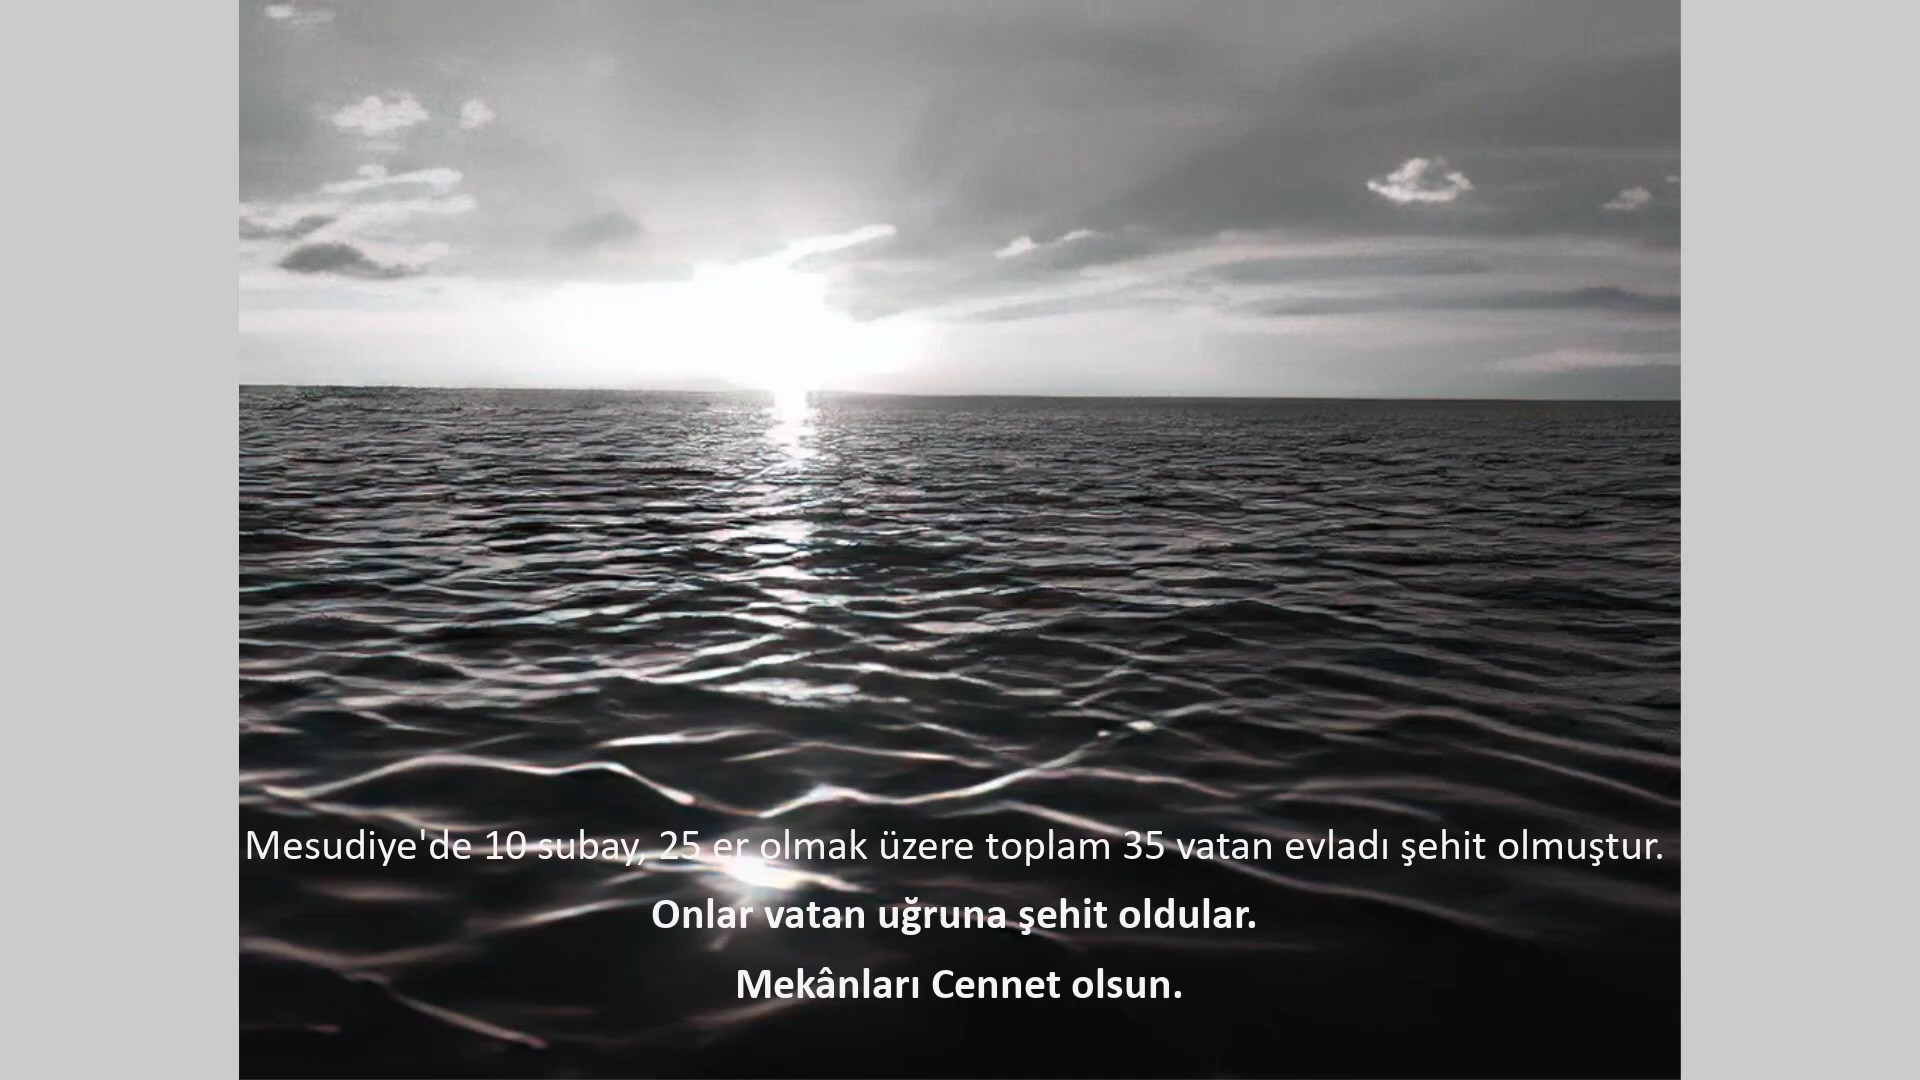 Mesudiye'de 10 subay, 25 er olmak üzere toplam 35 vatan evladı şehit olmuştur.
Onlar vatan uğruna şehit oldular.
Mekânları Cennet olsun.